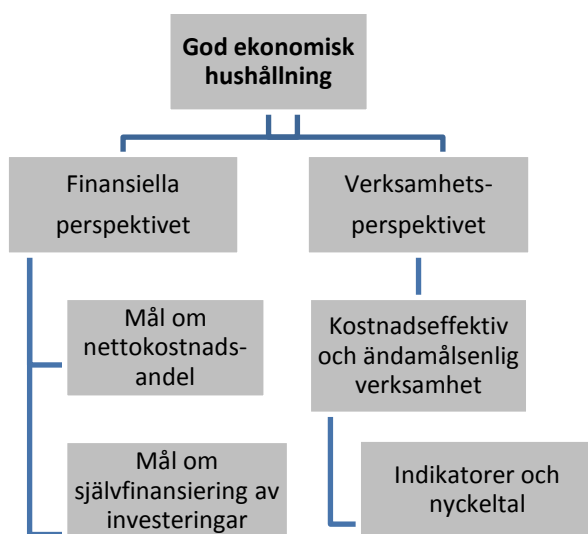 God ekonomisk
hushållning
Finansiella
perspektivet
Verksamhets-
perspektivet
Mål om
nettokostnads-
andel
Kostnadseffektiv
och ändamålsenlig
verksamhet
Mål om
självfinansiering av
investeringar
Indikatorer och
nyckeltal